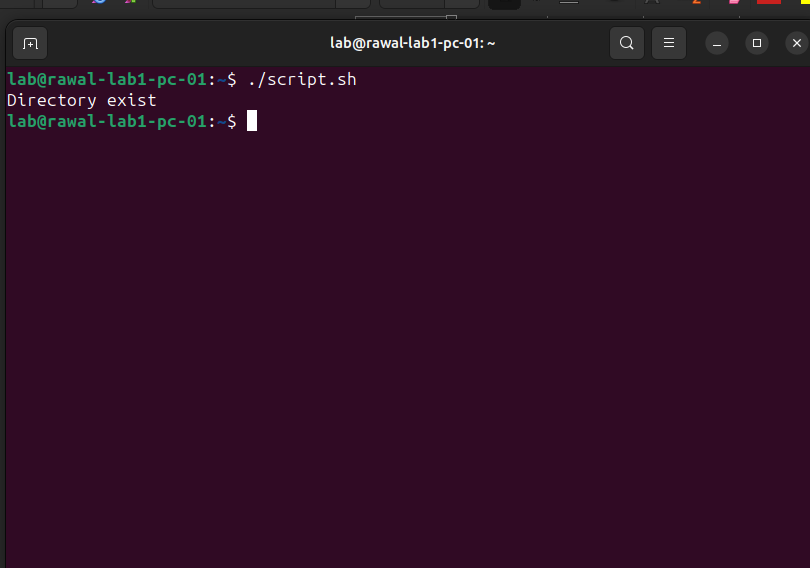 lab@rawal-lab1-pc-01: ~
lab@rawal-lab1-pc-01:~$ ./script.sh
Directory exist
lab@rawal-lab1-pc-01:~$